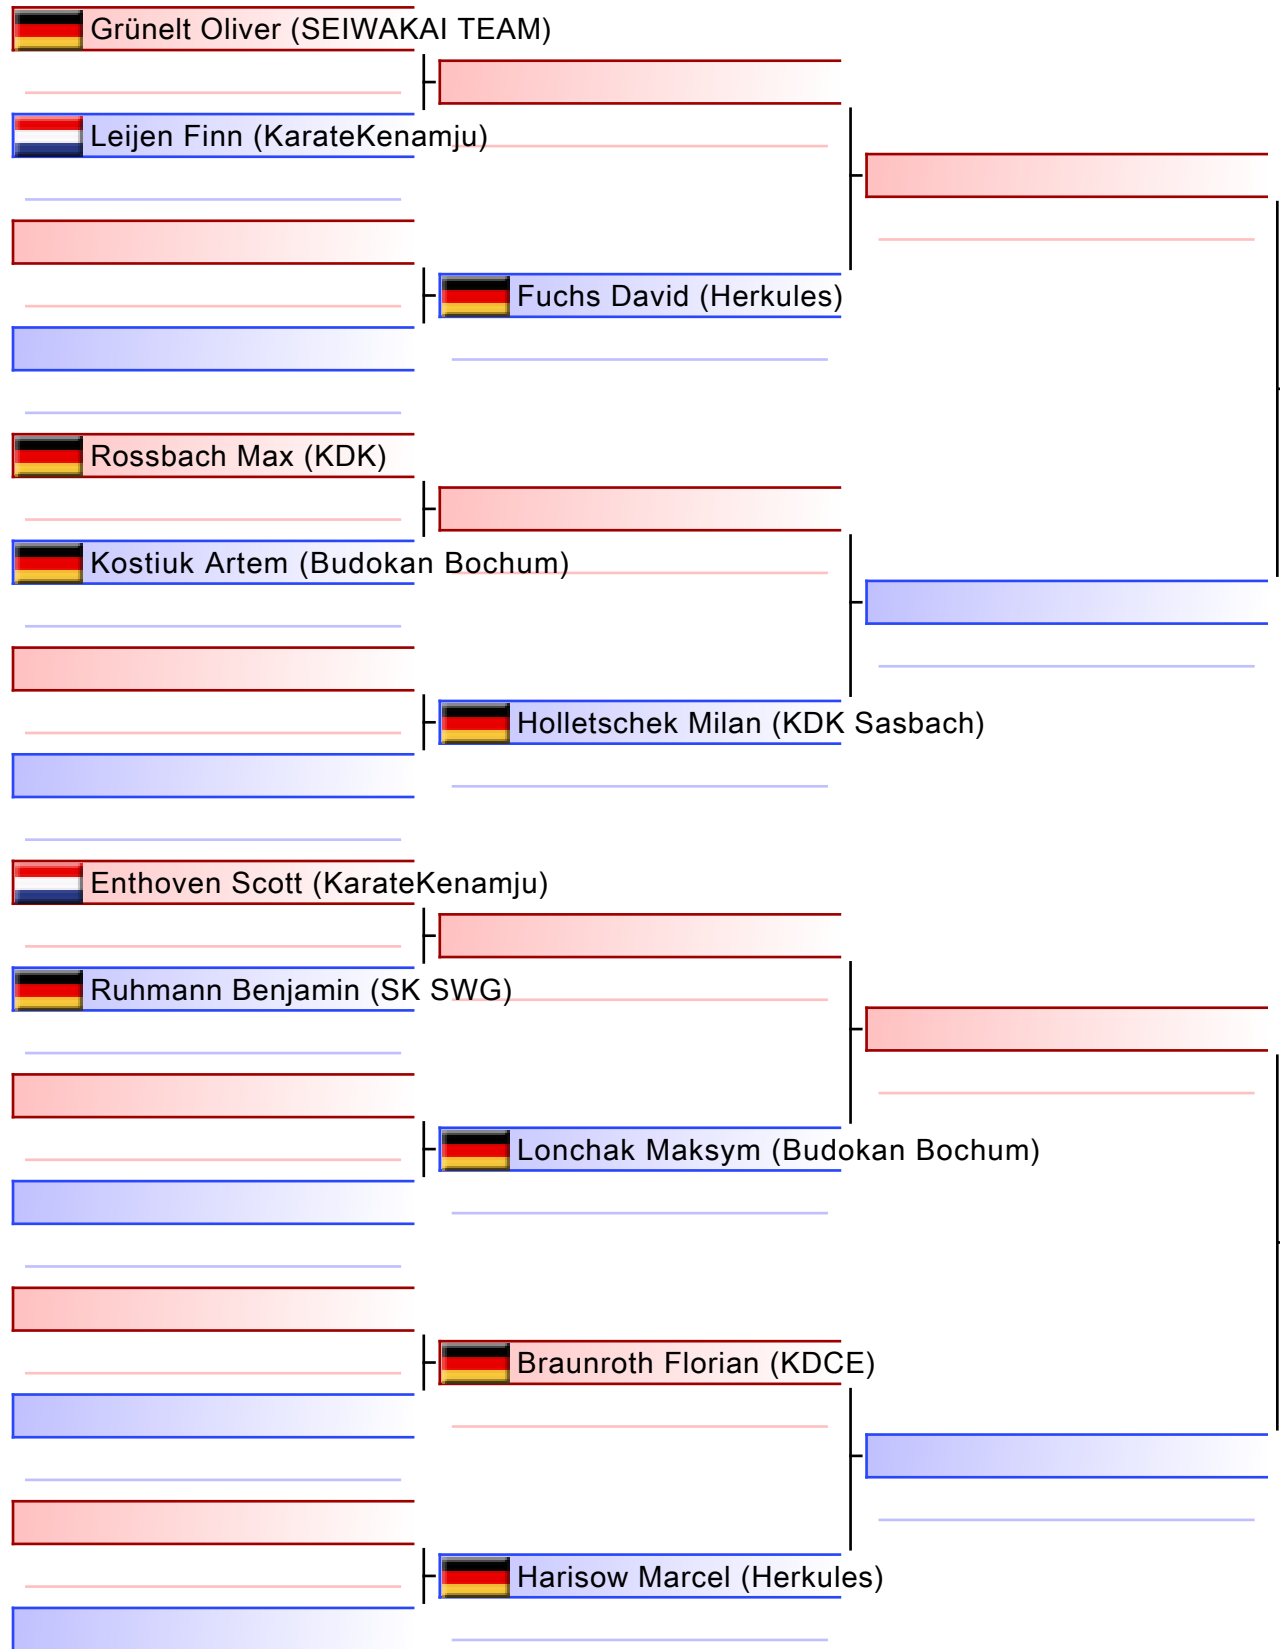 Grünelt Oliver (SEIWAKAI TEAM)
Leijen Finn (KarateKenamju)
Fuchs David (Herkules)
Rossbach Max (KDK)
Kostiuk Artem (Budokan Bochum)
Holletschek Milan (KDK Sasbach)
Enthoven Scott (KarateKenamju)
Ruhmann Benjamin (SK SWG)
Lonchak Maksym (Budokan Bochum)
Braunroth Florian (KDCE)
Harisow Marcel (Herkules)